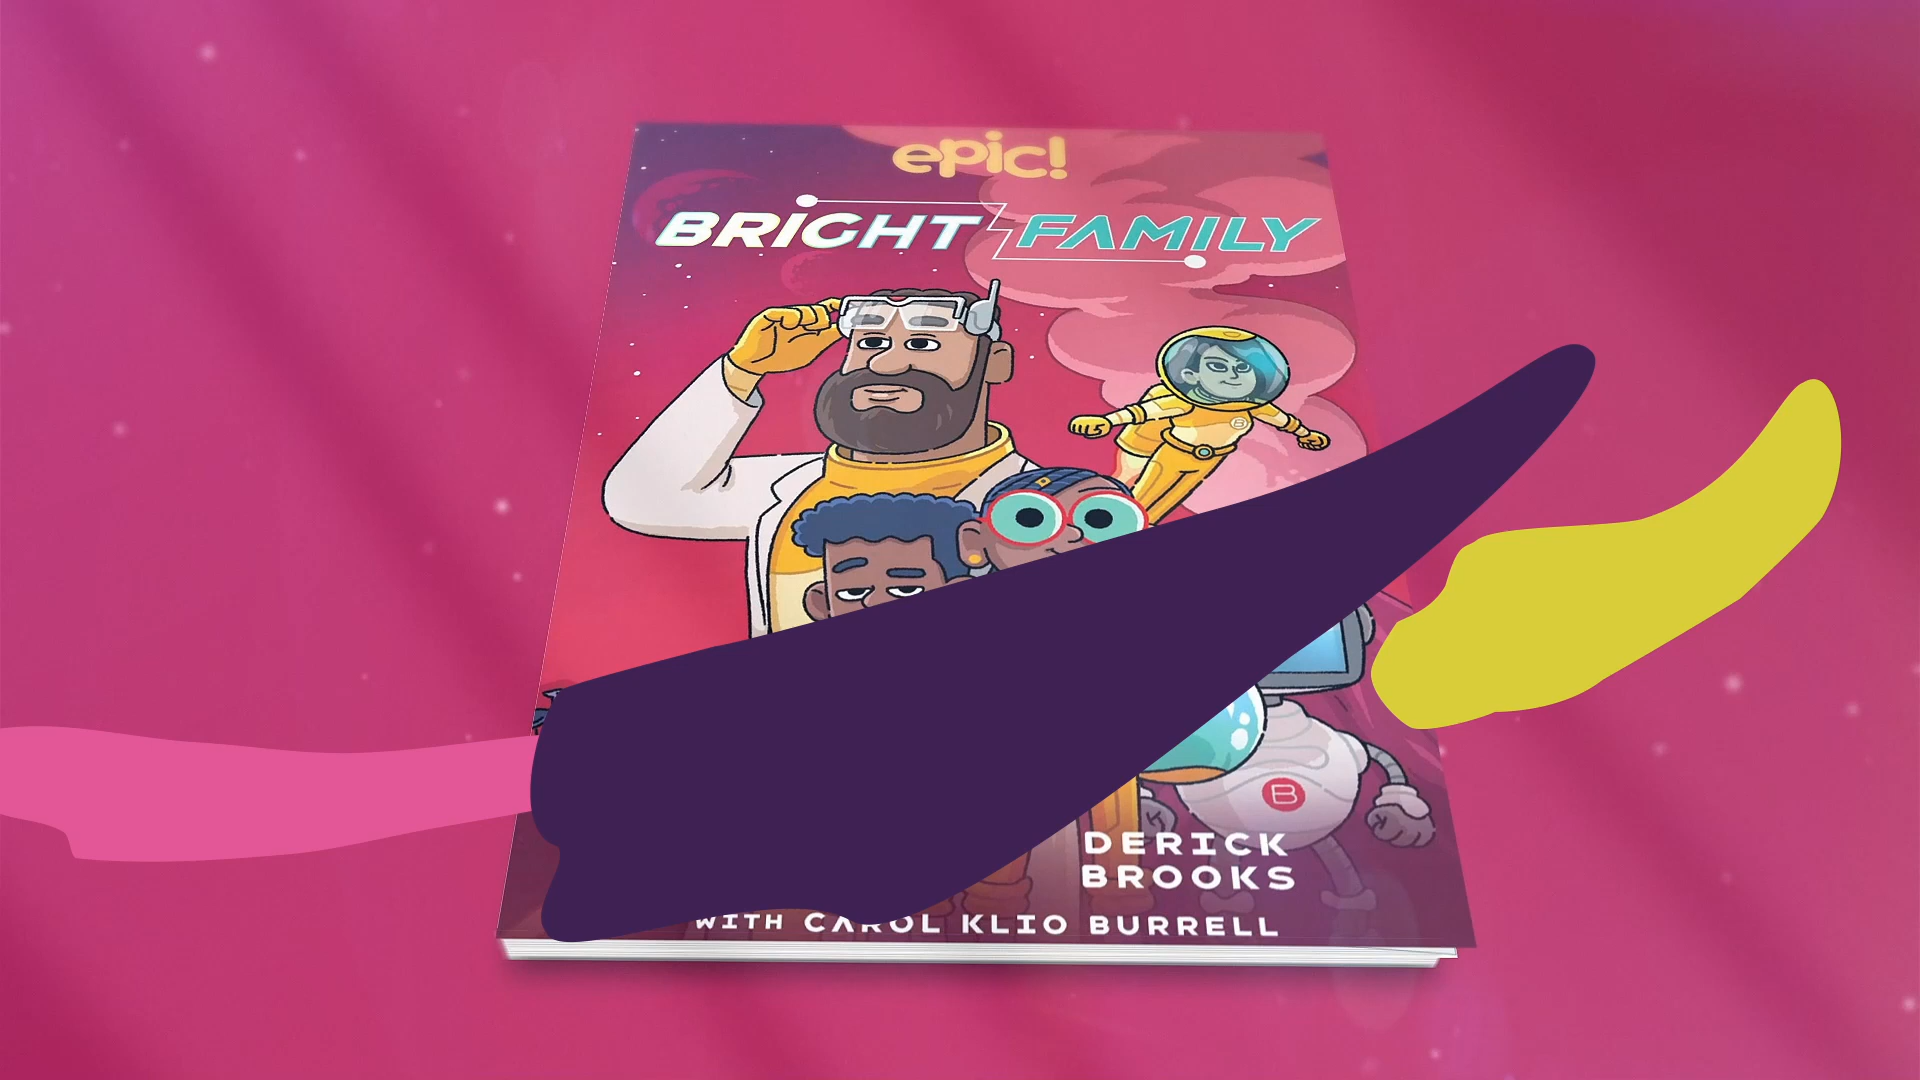 epic!
BRIGHT FAMILY
B
DERICK
BROOKS
WITH CAROL KLIO BURRELL